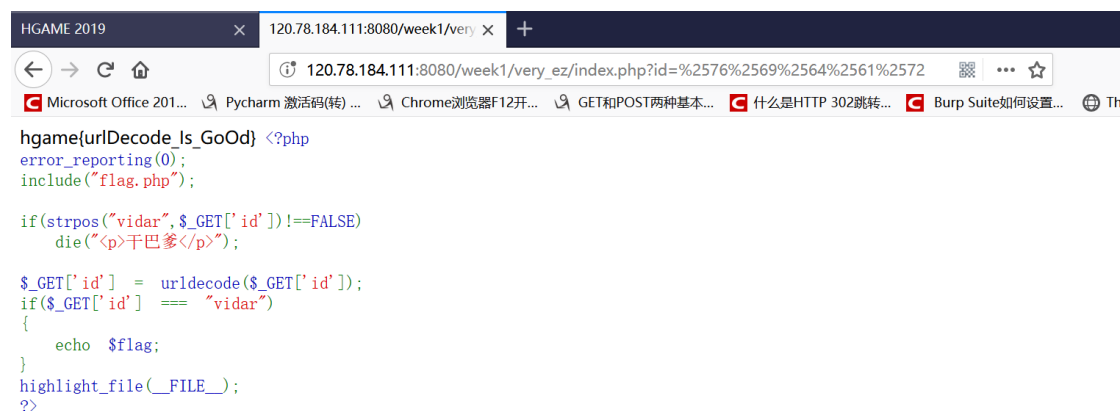 HGAME 2019
120.78.184.111:8080/week1/very
120.78.184.111:8080/week1/very_ez/index.php?id=%2576%2569%2564%2561%2572
Microsoft Office 201... Pycharm 激活码(转) ... Chrome浏览器F12开... GET和POST两种基本... 什么是HTTP 302跳转... Burp Suite如何设置... Th
hgame{urlDecode_Is_GoOd} <?php
error_reporting(0);
include("flag.php");
if(strpos("vidar",$_GET['id'])!==FALSE)
die("<p>干巴爹</p>");
$_GET['id'] = urldecode($_GET['id']);
if($_GET['id'] === "vidar")
{
echo $flag;
}
highlight_file(__FILE__);
?>